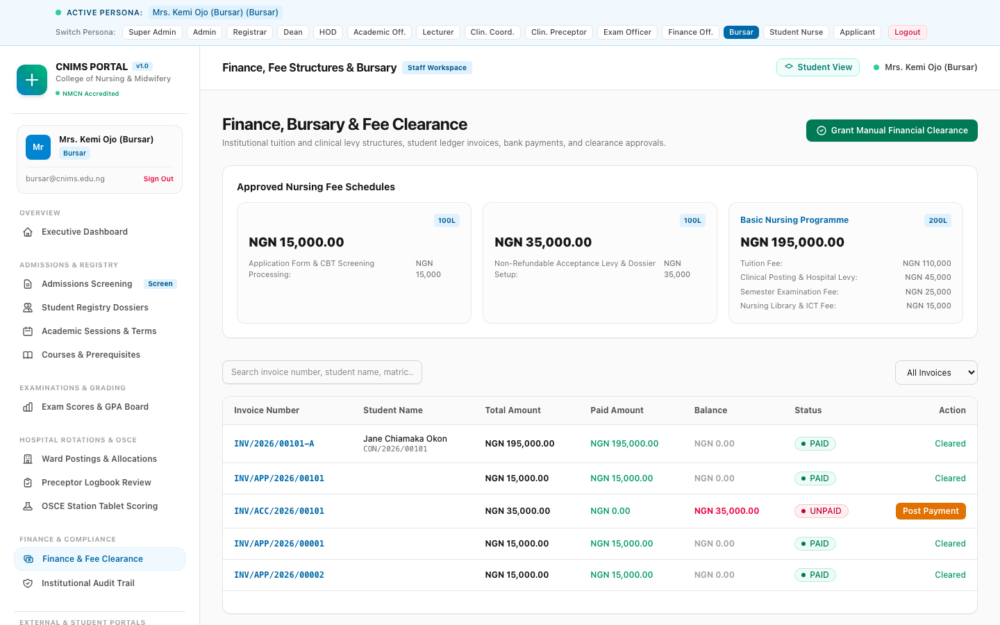 ACTIVE PERSONA: Mrs. Kemi Ojo (Bursar) (Bursar)
Switch Persona: Super Admin Admin Registrar Dean HOD Academic Off. Lecturer Clin. Coord. Clin. Preceptor Exam Officer Finance Off. Bursar Student Nurse Applicant Logout
CNIMS PORTAL v1.0
College of Nursing & Midwifery
NMCN Accredited
Finance, Fee Structures & Bursary Staff Workspace
Student View Mrs. Kemi Ojo (Bursar)
Mr
Mrs. Kemi Ojo (Bursar)
Bursar
bursar@cnims.edu.ng Sign Out
OVERVIEW
Executive Dashboard
ADMISSIONS & REGISTRY
Admissions Screening Screen
Student Registry Dossiers
Academic Sessions & Terms
Courses & Prerequisites
EXAMINATIONS & GRADING
Exam Scores & GPA Board
HOSPITAL ROTATIONS & OSCE
Ward Postings & Allocations
Preceptor Logbook Review
OSCE Station Tablet Scoring
FINANCE & COMPLIANCE
Finance & Fee Clearance
Institutional Audit Trail
EXTERNAL & STUDENT PORTALS
Finance, Bursary & Fee Clearance
Institutional tuition and clinical levy structures, student ledger invoices, bank payments, and clearance approvals.
Grant Manual Financial Clearance
Approved Nursing Fee Schedules
100L
NGN 15,000.00
Application Form & CBT Screening Processing: NGN 15,000
100L
NGN 35,000.00
Non-Refundable Acceptance Levy & Dossier Setup: NGN 35,000
Basic Nursing Programme 200L
NGN 195,000.00
Tuition Fee: NGN 110,000
Clinical Posting & Hospital Levy: NGN 45,000
Semester Examination Fee: NGN 25,000
Nursing Library & ICT Fee: NGN 15,000
Search invoice number, student name, matric..
All Invoices
Invoice Number Student Name Total Amount Paid Amount Balance Status Action
INV/2026/00101-A Jane Chiamaka Okon CON/2026/00101 NGN 195,000.00 NGN 195,000.00 NGN 0.00 PAID Cleared
INV/APP/2026/00101 NGN 15,000.00 NGN 15,000.00 NGN 0.00 PAID Cleared
INV/ACC/2026/00101 NGN 35,000.00 NGN 0.00 NGN 35,000.00 UNPAID Post Payment
INV/APP/2026/00001 NGN 15,000.00 NGN 15,000.00 NGN 0.00 PAID Cleared
INV/APP/2026/00002 NGN 15,000.00 NGN 15,000.00 NGN 0.00 PAID Cleared